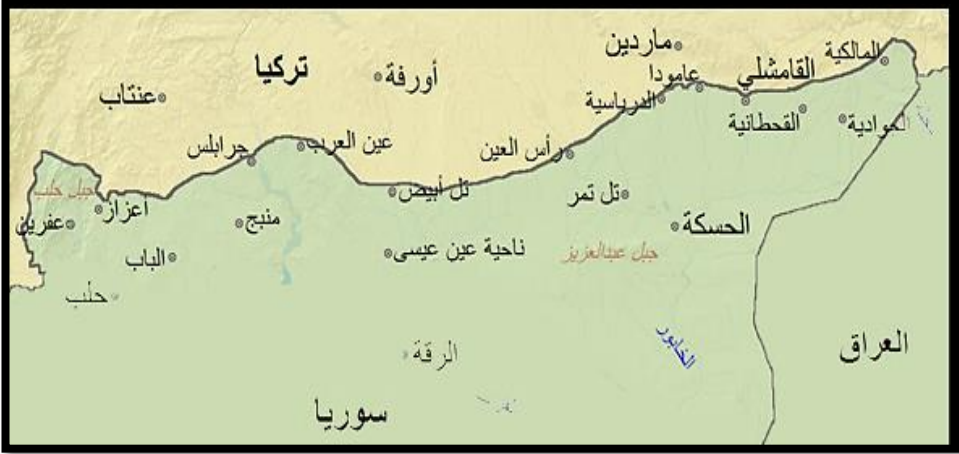 ماردين
المالكية
تركيا
أورفة
عامودا
القامشلي
عنتاب
الدرباسية
القحطانية
الجوادية
جرابلس
عين العرب
رأس العين
جبل حلب
تل أبيض
تل تمر
اعزاز
عفرين
منبج
الحسكة
الباب
ناحية عين عيسى
جبل عبدالعزيز
حلب
الرقة
الخابور
العراق
سوريا